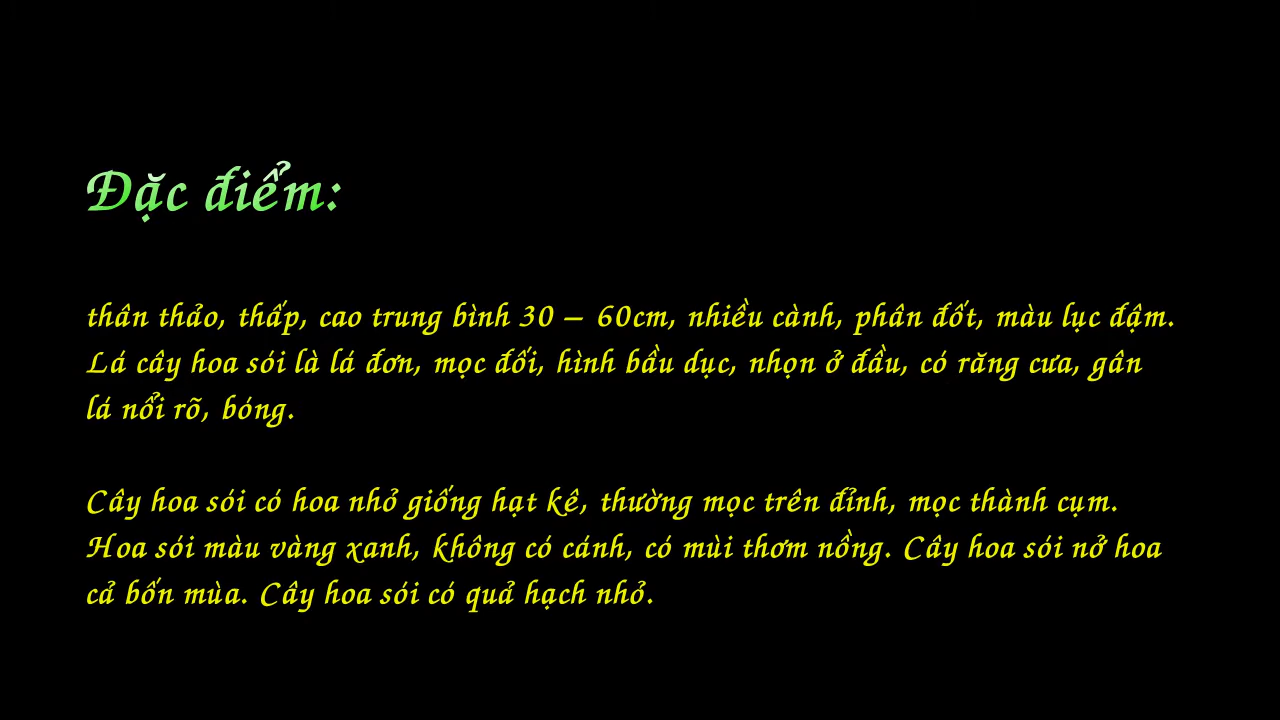 Đặc điểm:
thân thảo, thấp, cao trung bình 30 – 60cm, nhiều cành, phân đốt, màu lục đậm.
Lá cây hoa sói là lá đơn, mọc đối, hình bầu dục, nhọn ở đầu, có răng cưa, gân
lá nổi rõ, bóng.
Cây hoa sói có hoa nhỏ giống hạt kê, thường mọc trên đỉnh, mọc thành cụm.
Hoa sói màu vàng xanh, không có cánh, có mùi thơm nồng. Cây hoa sói nở hoa
cả bốn mùa. Cây hoa sói có quả hạch nhỏ.